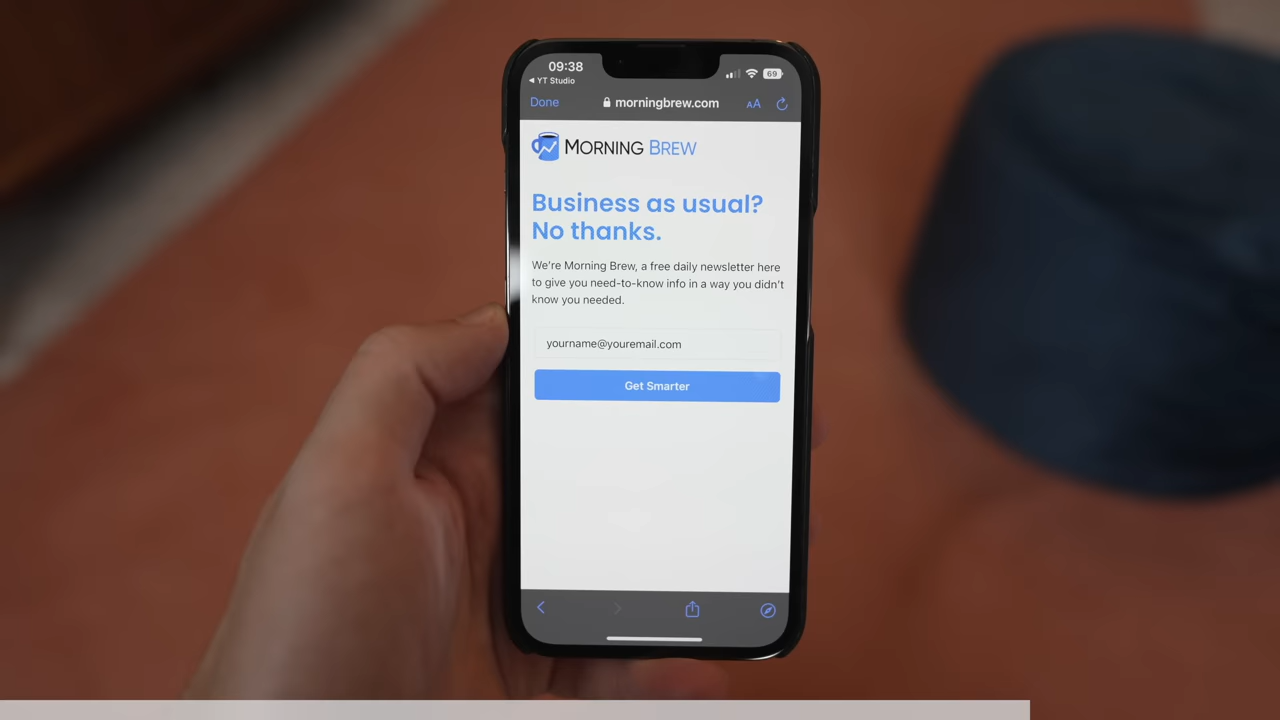 09:38
69
◀ YT Studio
Done
morningbrew.com
AA
MORNING BREW
Business as usual?
No thanks.
We're Morning Brew, a free daily newsletter here
to give you need-to-know info in a way you didn't
know you needed.
yourname@youremail.com
Get Smarter